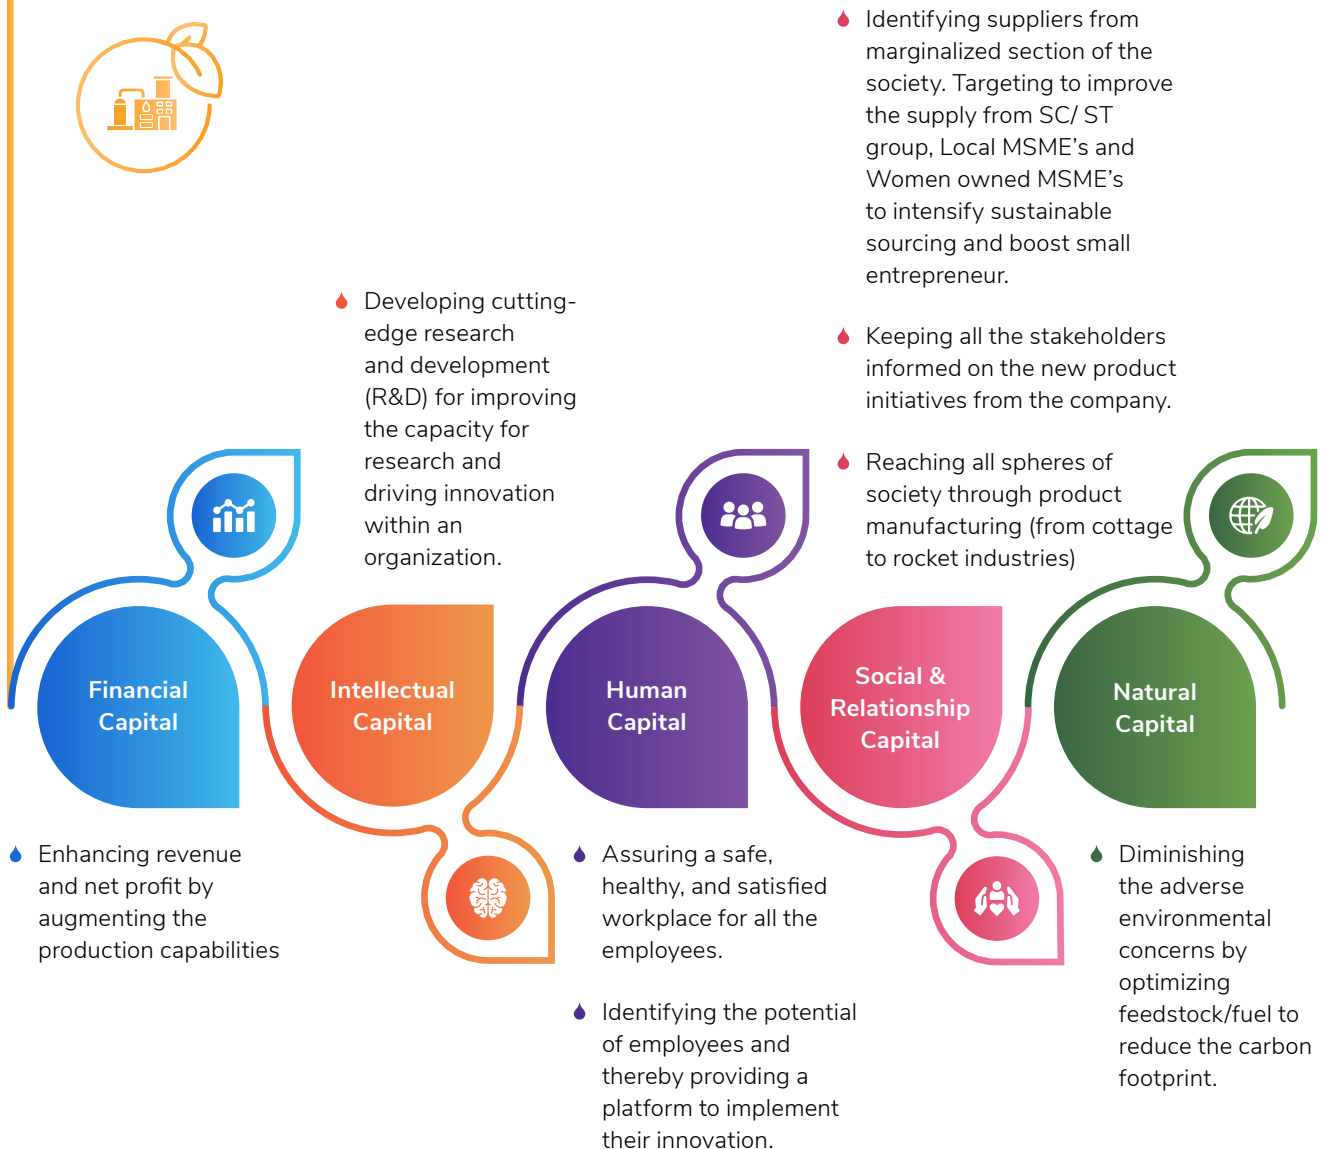 Identifying suppliers from
marginalized section of the
society. Targeting to improve
the supply from SC/ ST
group, Local MSME’s and
Women owned MSME’s
to intensify sustainable
sourcing and boost small
entrepreneur.
Keeping all the stakeholders
informed on the new product
initiatives from the company.
Reaching all spheres of
society through product
manufacturing (from cottage
to rocket industries)
Developing cutting-
edge research
and development
(R&D) for improving
the capacity for
research and
driving innovation
within an
organization.
Financial
Capital
Intellectual
Capital
Human
Capital
Social &
Relationship
Capital
Natural
Capital
Enhancing revenue
and net profit by
augmenting the
production capabilities
Assuring a safe,
healthy, and satisfied
workplace for all the
employees.
Identifying the potential
of employees and
thereby providing a
platform to implement
their innovation.
Diminishing
the adverse
environmental
concerns by
optimizing
feedstock/fuel to
reduce the carbon
footprint.